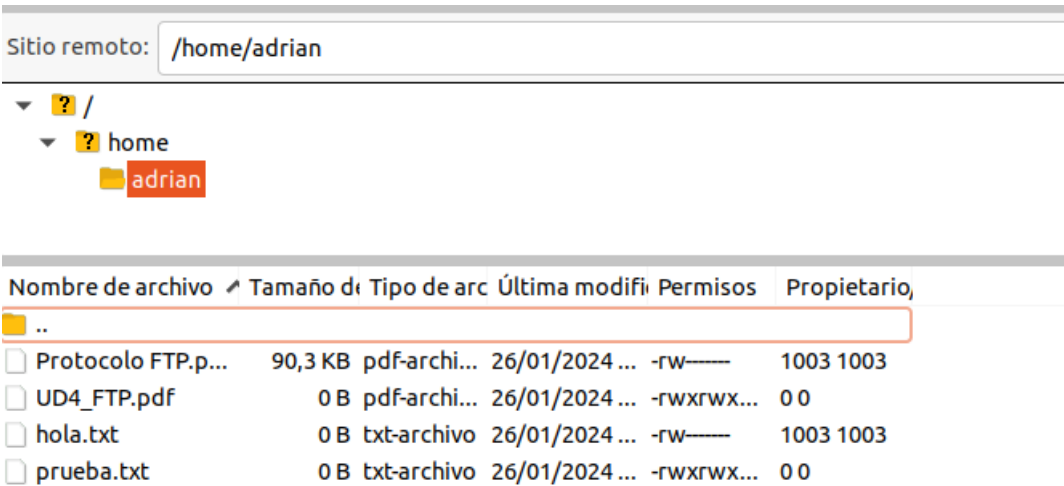 Sitio remoto: /home/adrian
/
home
adrian
Nombre de archivo Tamaño de Tipo de arc Última modifi Permisos Propietario/
..
Protocolo FTP.p... 90,3 KB pdf-archi... 26/01/2024 ... -rw------- 1003 1003
UD4_FTP.pdf 0 B pdf-archi... 26/01/2024 ... -rwxrwx... 0 0
hola.txt 0 B txt-archivo 26/01/2024 ... -rw------- 1003 1003
prueba.txt 0 B txt-archivo 26/01/2024 ... -rwxrwx... 0 0